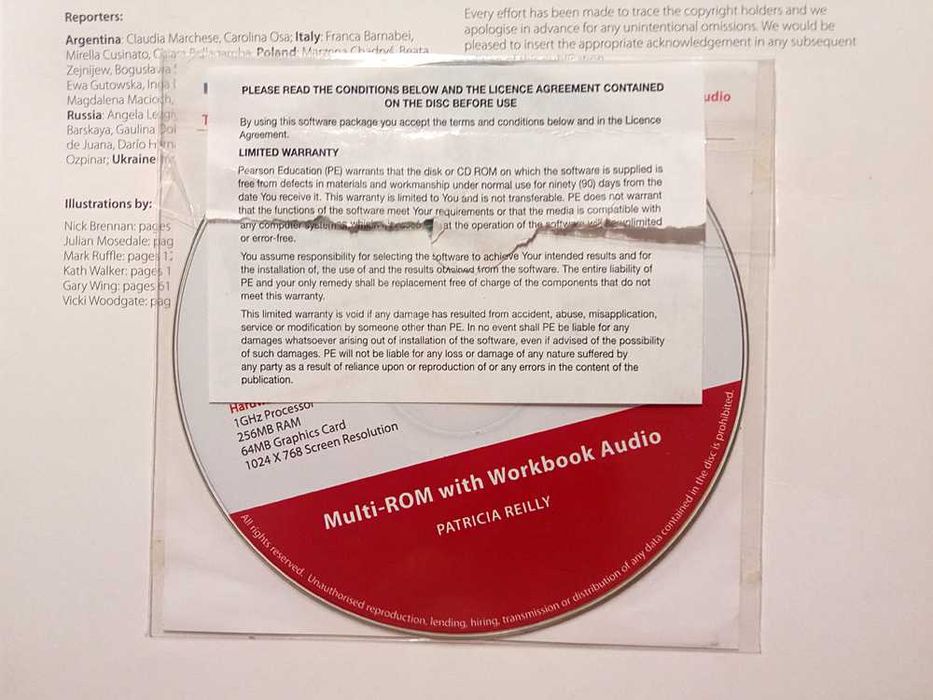 Reporters:
Argentina: Claudia Marchese, Carolina Osa; Italy: Franca Barnabei,
Mirella Cusinato, Poland:
Zejnijew,
Ewa Gutowska,
Magdalena Macioch,
Russia: Angela
Barskaya, Gaulina
de Juana, Darío
Ozpinar; Ukraine
Illustrations by:
Nick Brennan: pages
Julian Mosedale: pag
Mark Ruffle: pages
Kath Walker: pages 1
Gary Wing: pages 61
Vicki Woodgate: pag
Every effort has been made to trace the copyright holders and we
apologise in advance for any unintentional omissions. We would be
pleased to insert the appropriate acknowledgement in any subsequent
udio
PLEASE READ THE CONDITIONS BELOW AND THE LICENCE AGREEMENT CONTAINED
ON THE DISC BEFORE USE
By using this software package you accept the terms and conditions below and in the Licence
Agreement.
LIMITED WARRANTY
Pearson Education (PE) warrants that the disk or CD ROM on which the software is supplied is
free from defects in materials and workmanship under normal use for ninety (90) days from the
date You receive it. This warranty is limited to You and is not transferable. PE does not warrant
that the functions of the software meet Your requirements or that the media is compatible with
any computer at the operation of the
or error-free.
You assume responsibility for selecting the software to achieve Your intended results and for
the installation of, the use of and the results obtained from the software. The entire liability of
PE and your only remedy shall be replacement free of charge of the components that do not
meet this warranty.
This limited warranty is void if any damage has resulted from accident, abuse, misapplication,
service or modification by someone other than PE. In no event shall PE be liable for any
damages whatsoever arising out of installation of the software, even if advised of the possibility
of such damages. PE will not be liable for any loss or damage of any nature suffered by
any party as a result of reliance upon or reproduction of or any errors in the content of the
publication.
1GHz Processor
256MB RAM
64MB Graphics Card
1024 X 768 Screen Resolution
Multi-ROM with Workbook Audio
PATRICIA REILLY
All rights reserved. Unauthorised reproduction, lending, hiring, transmission or distribution of any data contained in the disc is prohibited.